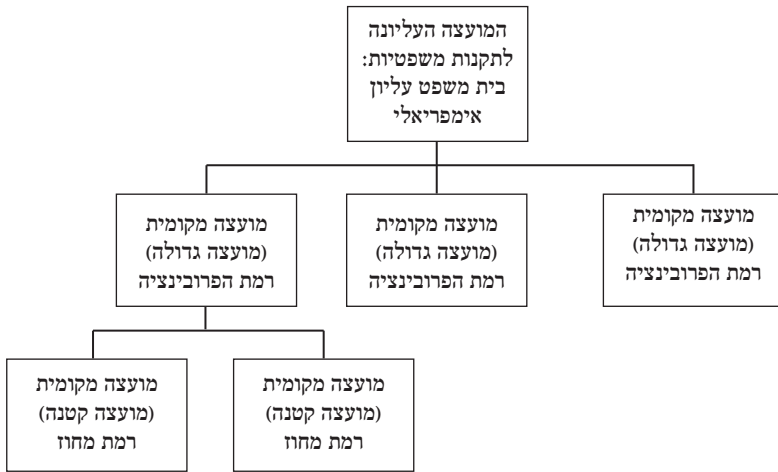 המועצה העליונה
לתקנות משפטיות:
בית משפט עליון
אימפריאלי
מועצה מקומית
(מועצה גדולה)
רמת הפרובינציה
מועצה מקומית
(מועצה גדולה)
רמת הפרובינציה
מועצה מקומית
(מועצה גדולה)
רמת הפרובינציה
מועצה מקומית
(מועצה קטנה)
רמת מחוז
מועצה מקומית
(מועצה קטנה)
רמת מחוז